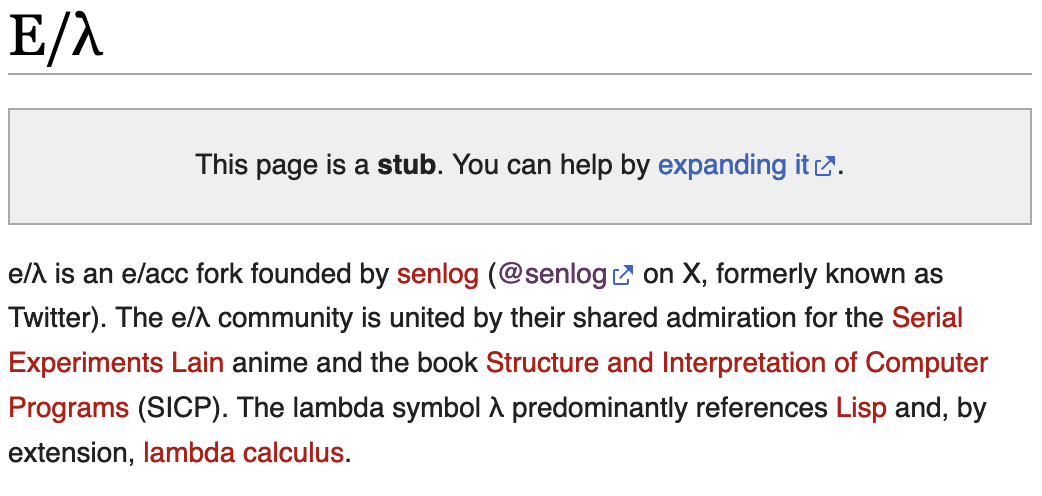 E/λ
This page is a stub. You can help by expanding it.
e/λ is an e/acc fork founded by senlog (@senlog on X, formerly known as
Twitter). The e/λ community is united by their shared admiration for the Serial
Experiments Lain anime and the book Structure and Interpretation of Computer
Programs (SICP). The lambda symbol λ predominantly references Lisp and, by
extension, lambda calculus.